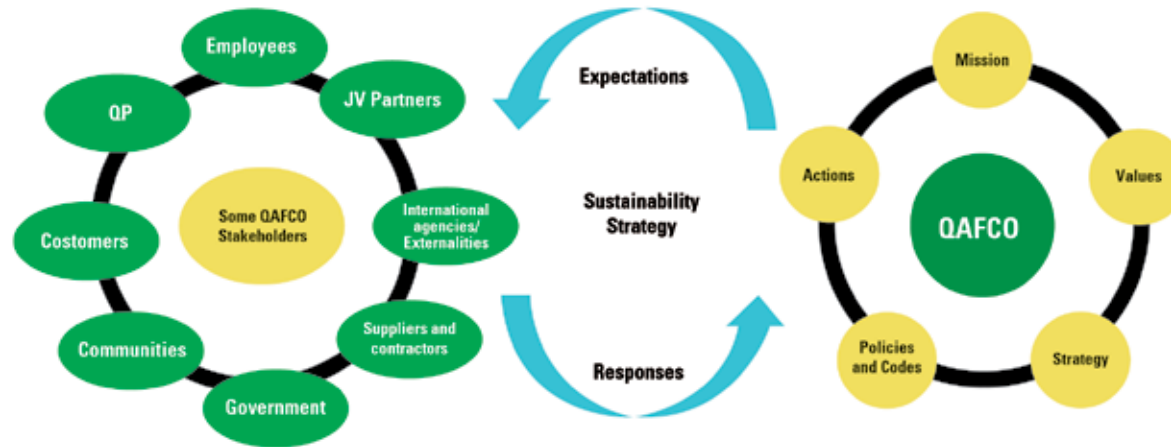 Employees
JV Partners
QP
International
agencies/
Externalities
Some QAFCO
Stakeholders
Costomers
Suppliers and
contractors
Communities
Government
Expectations
Sustainability
Strategy
Responses
Mission
Actions
Values
QAFCO
Policies
and Codes
Strategy